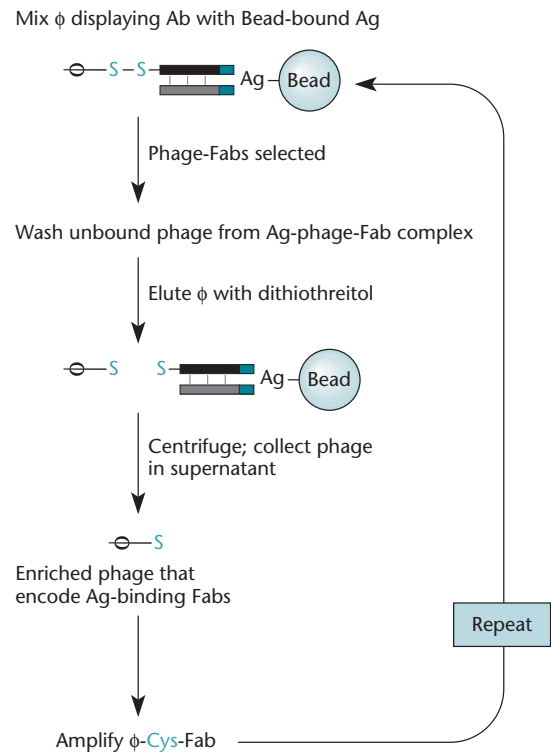 Mix ϕ displaying Ab with Bead-bound Ag
S–S
Ag
Bead
Phage-Fabs selected
Wash unbound phage from Ag-phage-Fab complex
Elute ϕ with dithiothreitol
S
S
Ag
Bead
Centrifuge; collect phage
in supernatant
S
Enriched phage that
encode Ag-binding Fabs
Repeat
Amplify ϕ-Cys-Fab